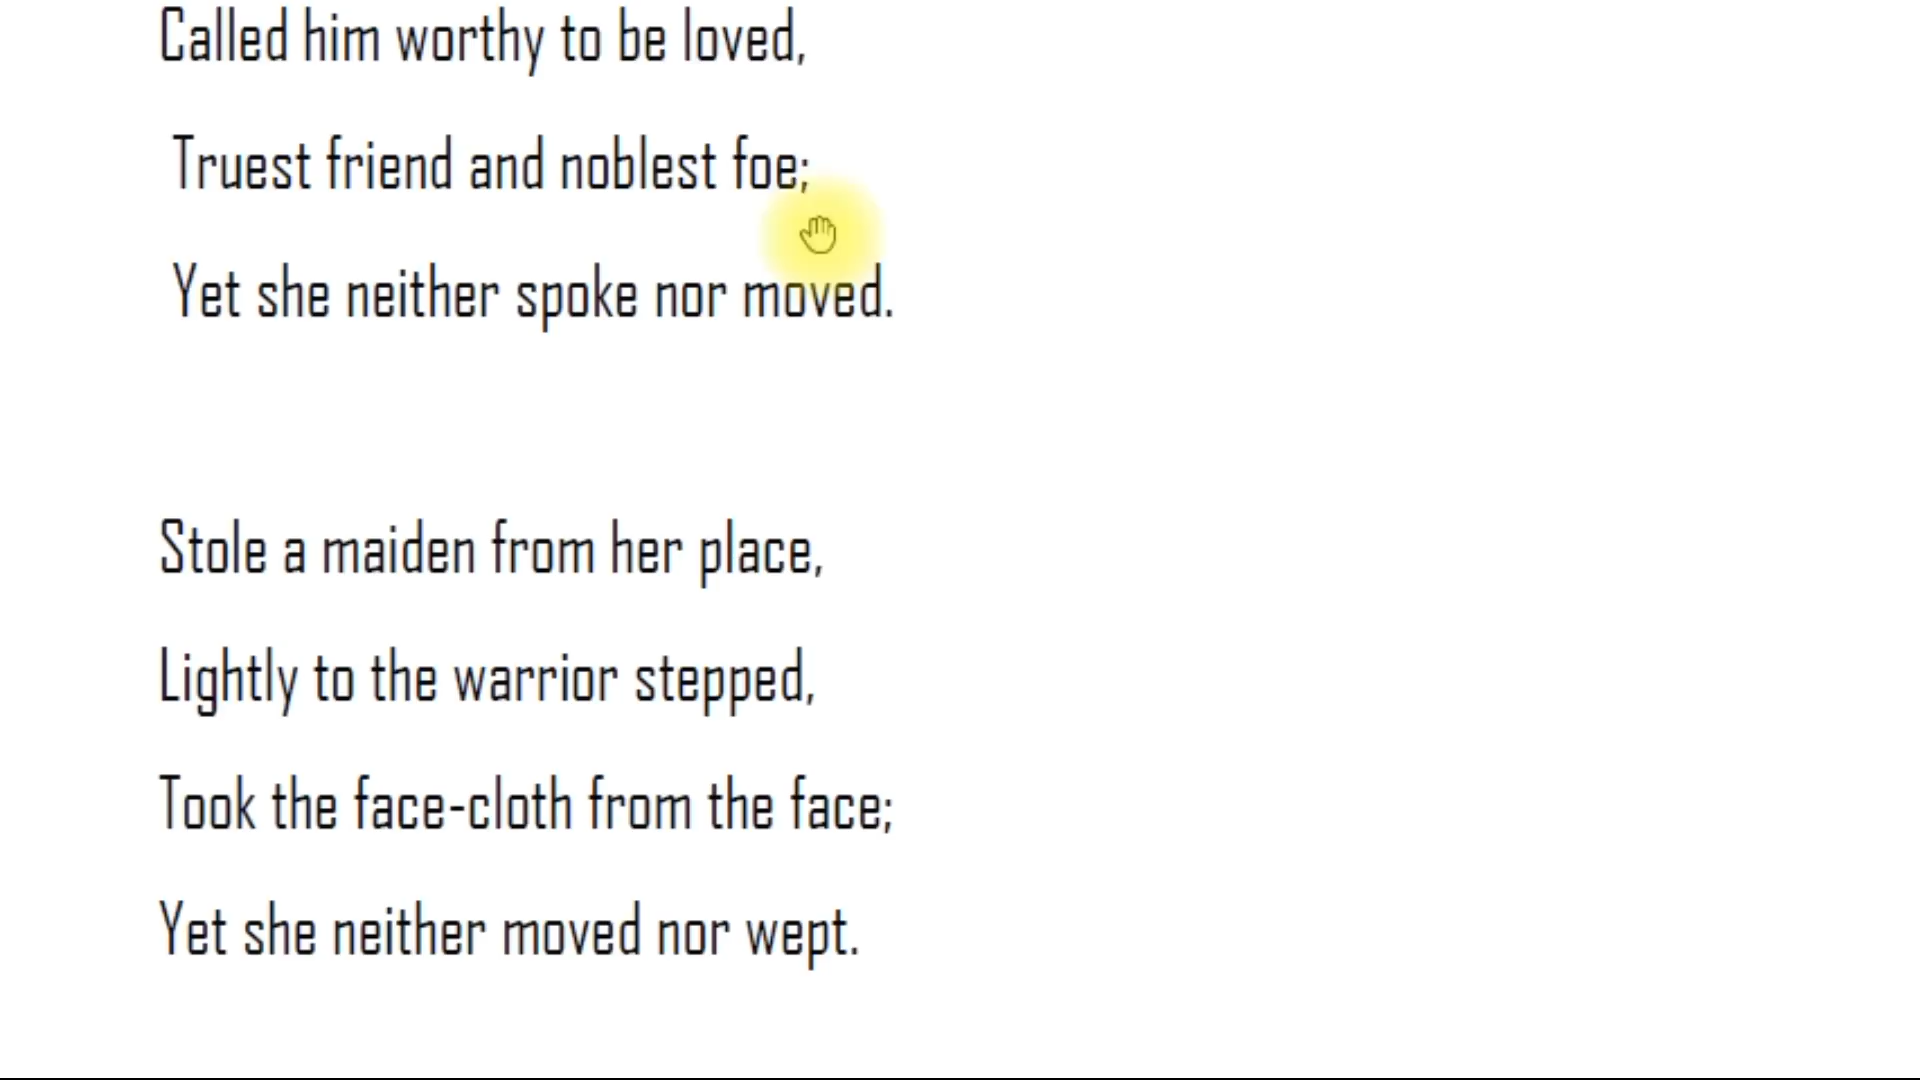 Called him worthy to be loved,
Truest friend and noblest foe;
Yet she neither spoke nor moved.
Stole a maiden from her place,
Lightly to the warrior stepped,
Took the face-cloth from the face;
Yet she neither moved nor wept.